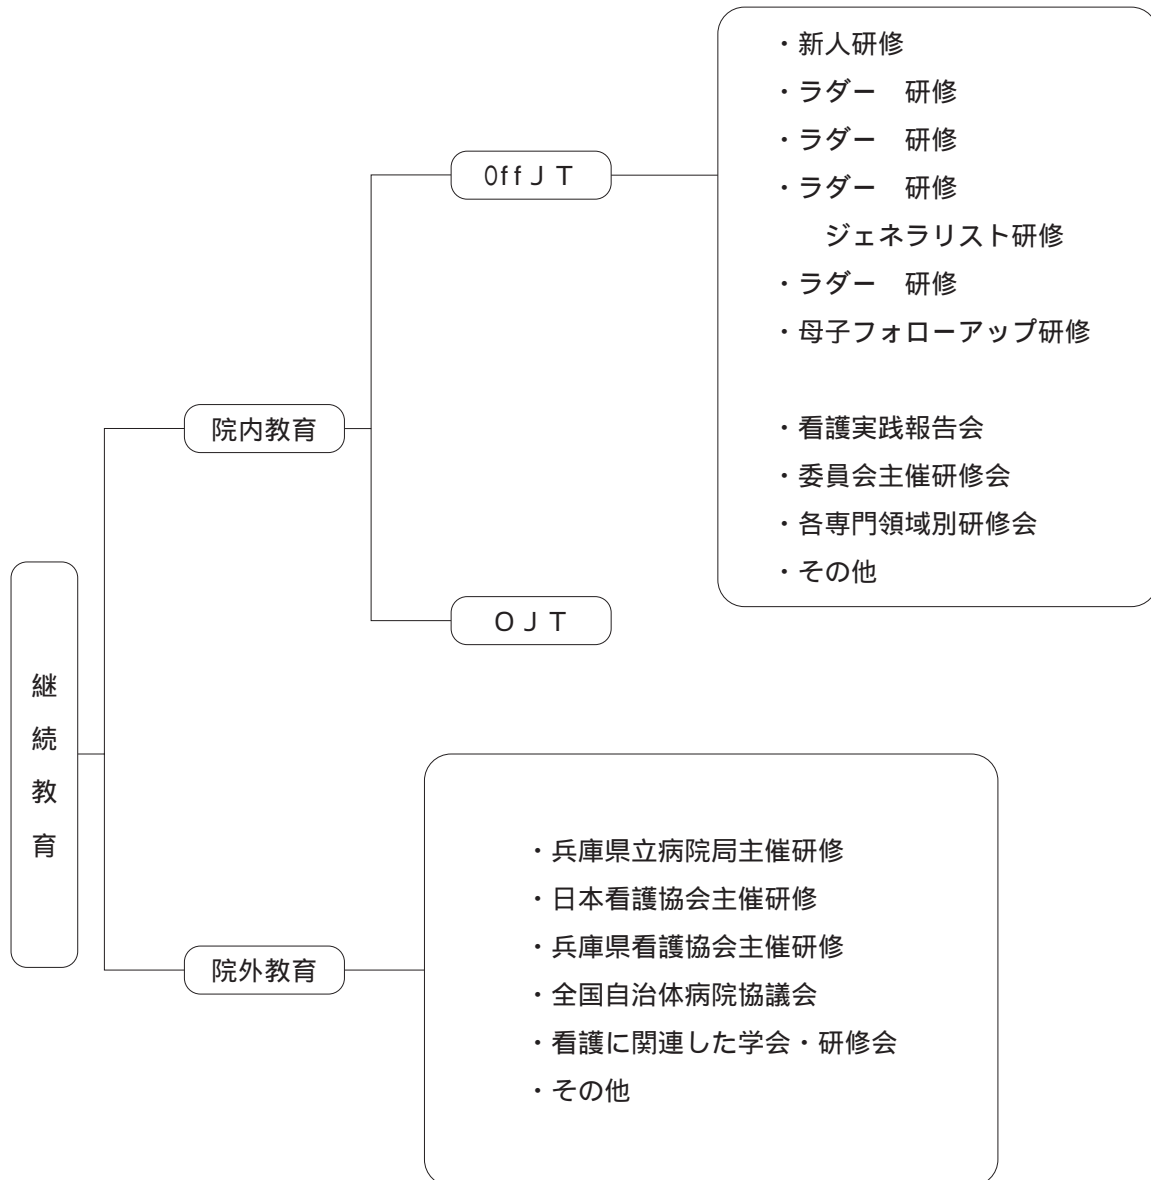 継続教育
院内教育
OffＪＴ
・新人研修
・ラダー　研修
・ラダー　研修
・ラダー　研修
ジェネラリスト研修
・ラダー　研修
・母子フォローアップ研修
・看護実践報告会
・委員会主催研修会
・各専門領域別研修会
・その他
ＯＪＴ
院外教育
・兵庫県立病院局主催研修
・日本看護協会主催研修
・兵庫県看護協会主催研修
・全国自治体病院協議会
・看護に関連した学会・研修会
・その他